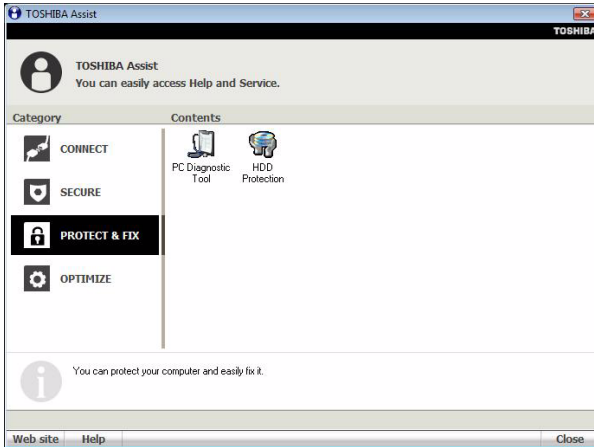 TOSHIBA Assist
TOSHIBA
TOSHIBA Assist
You can easily access Help and Service.
Category
Contents
CONNECT
SECURE
PROTECT & FIX
OPTIMIZE
PC Diagnostic
Tool
HDD
Protection
You can protect your computer and easily fix it.
Web site
Help
Close